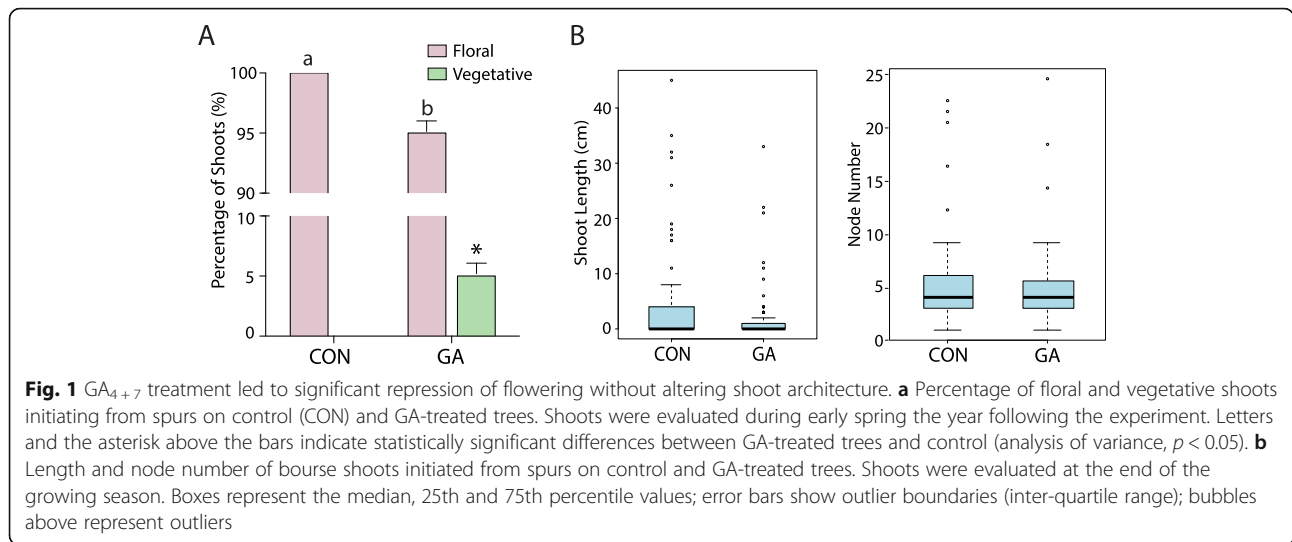 A
B
Floral
Vegetative
Percentage of Shoots (%)
100
95
90
10
5
0
a
b
*
CON
GA
Shoot Length (cm)
40
30
20
10
0
CON
GA
Node Number
25
20
15
10
5
0
CON
GA
Fig. 1 GA4 + 7 treatment led to significant repression of flowering without altering shoot architecture. a Percentage of floral and vegetative shoots
initiating from spurs on control (CON) and GA-treated trees. Shoots were evaluated during early spring the year following the experiment. Letters
and the asterisk above the bars indicate statistically significant differences between GA-treated trees and control (analysis of variance, p < 0.05). b
Length and node number of bourse shoots initiated from spurs on control and GA-treated trees. Shoots were evaluated at the end of the
growing season. Boxes represent the median, 25th and 75th percentile values; error bars show outlier boundaries (inter-quartile range); bubbles
above represent outliers